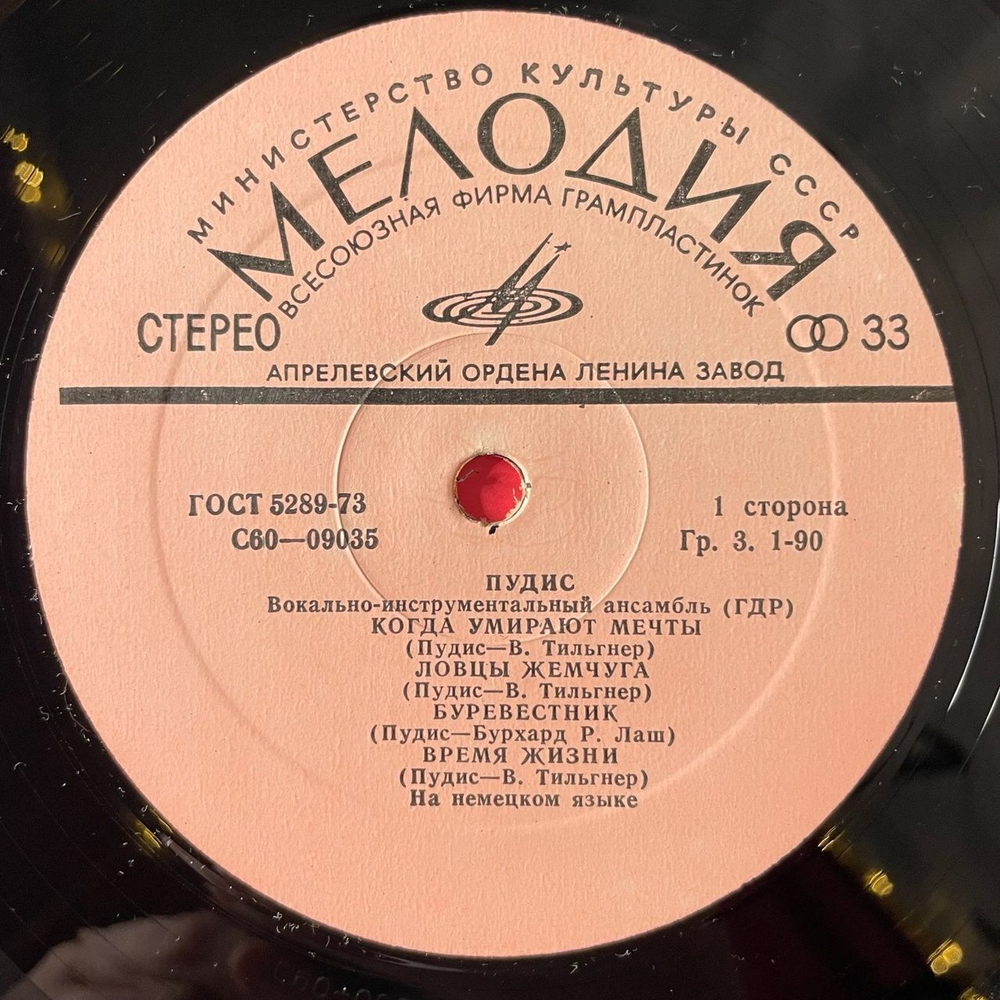 МИНИСТЕРСТВО КУЛЬТУРЫ СССР
МЕЛОДИЯ
ВСЕСОЮЗНАЯ ФИРМА ГРАМПЛАСТИНОК
СТЕРЕО
33
АПРЕЛЕВСКИЙ ОРДЕНА ЛЕНИНА ЗАВОД
ГОСТ 5289-73
1 сторона
С60—09035
Гр. 3. 1-90
ПУДИС
Вокально-инструментальный ансамбль (ГДР)
КОГДА УМИРАЮТ МЕЧТЫ
(Пудис—В. Тильгнер)
ЛОВЦЫ ЖЕМЧУГА
(Пудис—В. Тильгнер)
БУРЕВЕСТНИК
(Пудис—Бурхард Р. Лаш)
ВРЕМЯ ЖИЗНИ
(Пудис—В. Тильгнер)
На немецком языке